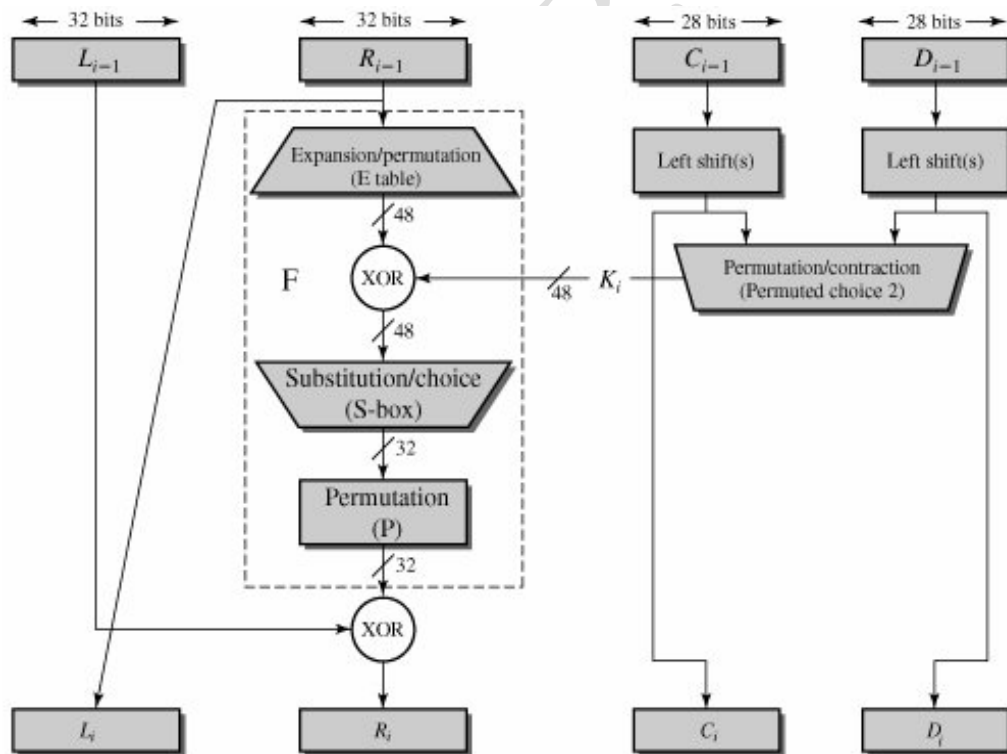 32 bits
32 bits
28 bits
28 bits
L_{i−1}
R_{i−1}
C_{i−1}
D_{i−1}
Expansion/permutation
(E table)
Left shift(s)
Left shift(s)
48
F
XOR
48
K_i
Permutation/contraction
(Permuted choice 2)
48
Substitution/choice
(S-box)
32
Permutation
(P)
32
XOR
L_i
R_i
C_i
D_i